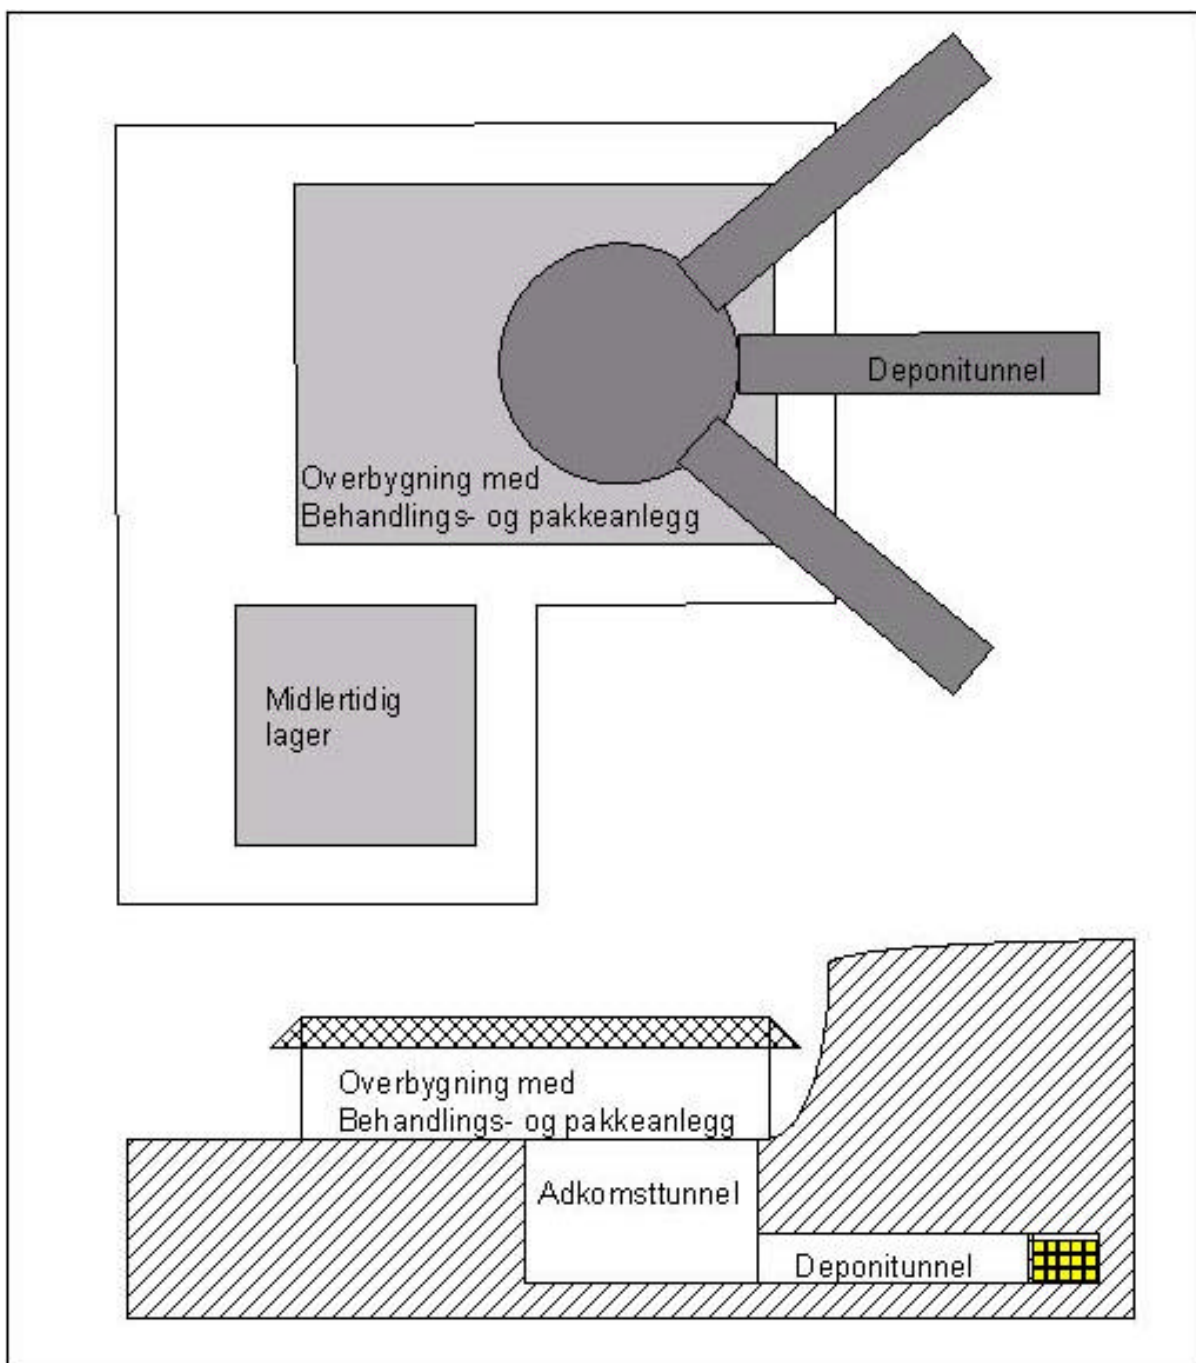 Deponitunnel
Overbygning med
Behandlings- og pakkeanlegg
Midlertidig
lager
Overbygning med
Behandlings- og pakkeanlegg
Adkomsttunnel
Deponitunnel